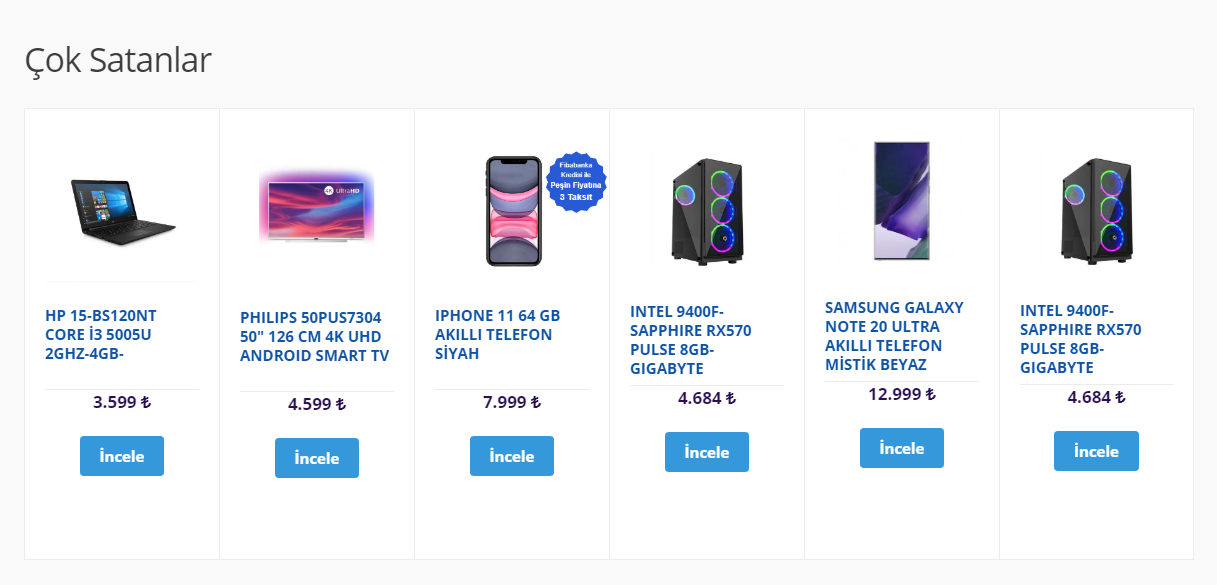 Çok Satanlar
4K UltraHD
Fibabanka
Kredini ile
Peşin Fiyatına
3 Taksit
HP 15-BS120NT
CORE İ3 5005U
2GHZ-4GB-
3.599 ₺
İncele
PHILIPS 50PUS7304
50" 126 CM 4K UHD
ANDROID SMART TV
4.599 ₺
İncele
IPHONE 11 64 GB
AKILLI TELEFON
SİYAH
7.999 ₺
İncele
INTEL 9400F-
SAPPHIRE RX570
PULSE 8GB-
GIGABYTE
4.684 ₺
İncele
SAMSUNG GALAXY
NOTE 20 ULTRA
AKILLI TELEFON
MİSTİK BEYAZ
12.999 ₺
İncele
INTEL 9400F-
SAPPHIRE RX570
PULSE 8GB-
GIGABYTE
4.684 ₺
İncele